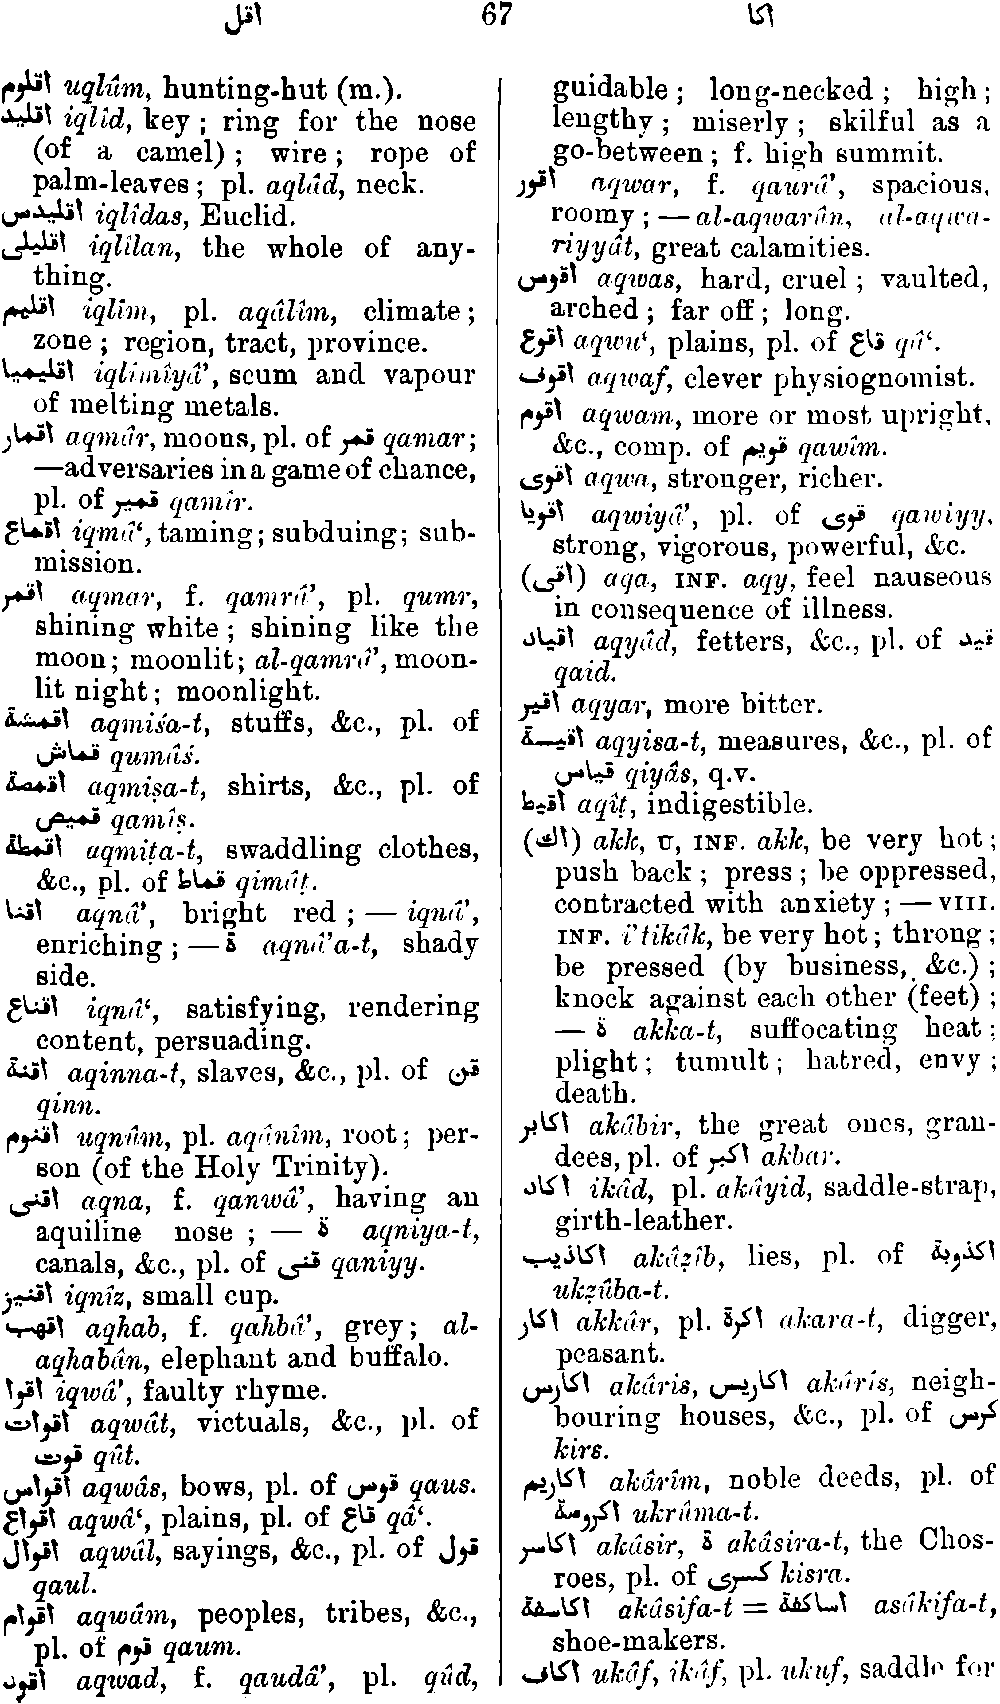 اقل 67 اكا
اقلوم uqlûm, hunting-hut (m.).
اقليد iqlîd, key ; ring for the nose
(of a camel) ; wire ; rope of
palm-leaves ; pl. aqlâd, neck.
اقليدس iqlîdas, Euclid.
اقليلى iqlîlan, the whole of any-
thing.
اقليم iqlîm, pl. aqâlîm, climate ;
zone ; region, tract, province.
اقليميا iqlîmîyâ’, scum and vapour
of melting metals.
اقمار aqmâr, moons, pl. of قمر qamar ;
—adversaries in a game of chance,
pl. of قمير qamîr.
اقماع iqmâ‘, taming ; subduing ; sub-
mission.
اقمر aqmar, f. qamrâ’, pl. qumr,
shining white ; shining like the
moon ; moonlit ; al-qamrâ’, moon-
lit night ; moonlight.
اقمشة aqmiśa-t, stuffs, &c., pl. of
قماش qumâś.
اقمصة aqmiṣa-t, shirts, &c., pl. of
قميص qamîṣ.
اقمطة aqmiṭa-t, swaddling clothes,
&c., pl. of قماط qimâṭ.
اقنا aqnâ’, bright red ; — iqnâ’,
enriching ; — ة aqnâ’a-t, shady
side.
اقناع iqnâ‘, satisfying, rendering
content, persuading.
اقنة aqinna-t, slaves, &c., pl. of قن
qinn.
اقنوم uqnûm, pl. aqânîm, root ; per-
son (of the Holy Trinity).
اقنى aqna, f. qanwâ’, having an
aquiline nose ; — ة aqniya-t,
canals, &c., pl. of قنى qaniyy.
اقنيز iqnîz, small cup.
اقهب aqhab, f. qahbâ’, grey ; al-
aqhabân, elephant and buffalo.
اقوا iqwâ’, faulty rhyme.
اقوات aqwât, victuals, &c., pl. of
قوت qût.
اقواس aqwâs, bows, pl. of قوس qaus.
اقواع aqwâ‘, plains, pl. of قاع qâ‘.
اقوال aqwâl, sayings, &c., pl. of قول
qaul.
اقوام aqwâm, peoples, tribes, &c.,
pl. of قوم qaum.
اقود aqwad, f. qaudâ’, pl. qûd,
guidable ; long-necked ; high ;
lengthy ; miserly ; skilful as a
go-between ; f. high summit.
اقور aqwar, f. qaurâ’, spacious,
roomy ; — al-aqwarûn, al-aqwa-
riyyât, great calamities.
اقوس aqwas, hard, cruel ; vaulted,
arched ; far off ; long.
اقوع aqwu‘, plains, pl. of قاع qâ‘.
اقوف aqwaf, clever physiognomist.
اقوم aqwam, more or most upright,
&c., comp. of قويم qawîm.
اقوى aqwa, stronger, richer.
اقويا aqwiyâ’, pl. of قوى qawiyy,
strong, vigorous, powerful, &c.
(اقى) aqa, INF. aqy, feel nauseous
in consequence of illness.
اقياد aqyâd, fetters, &c., pl. of قيد
qaid.
اقير aqyar, more bitter.
اقيسة aqyisa-t, measures, &c., pl. of
قياس qiyâs, q.v.
اقيط aqîṭ, indigestible.
(اك) akk, U, INF. akk, be very hot ;
push back ; press ; be oppressed,
contracted with anxiety ; — VIII.
INF. i’tikâk, be very hot ; throng ;
be pressed (by business, &c.) ;
knock against each other (feet) ;
— ة akka-t, suffocating heat ;
plight ; tumult ; hatred, envy ;
death.
اكابر akâbir, the great ones, gran-
dees, pl. of اكبر akbar.
اكاد ikâd, pl. akâyid, saddle-strap,
girth-leather.
اكاذيب akâẕîb, lies, pl. of اكذوبة
ukẕûba-t.
اكار akkâr, pl. اكرة akara-t, digger,
peasant.
اكارس akâris, اكاريس akârîs, neigh-
bouring houses, &c., pl. of كرس
kirs.
اكاريم akârîm, noble deeds, pl. of
اكرومة ukrûma-t.
اكاسر akâsir, ة akâsira-t, the Chos-
roes, pl. of كسرى kisra.
اكاسفة akâsifa-t = اساكفة asâkifa-t,
shoe-makers.
اكاف ukâf, ikâf, pl. ukuf, saddle for